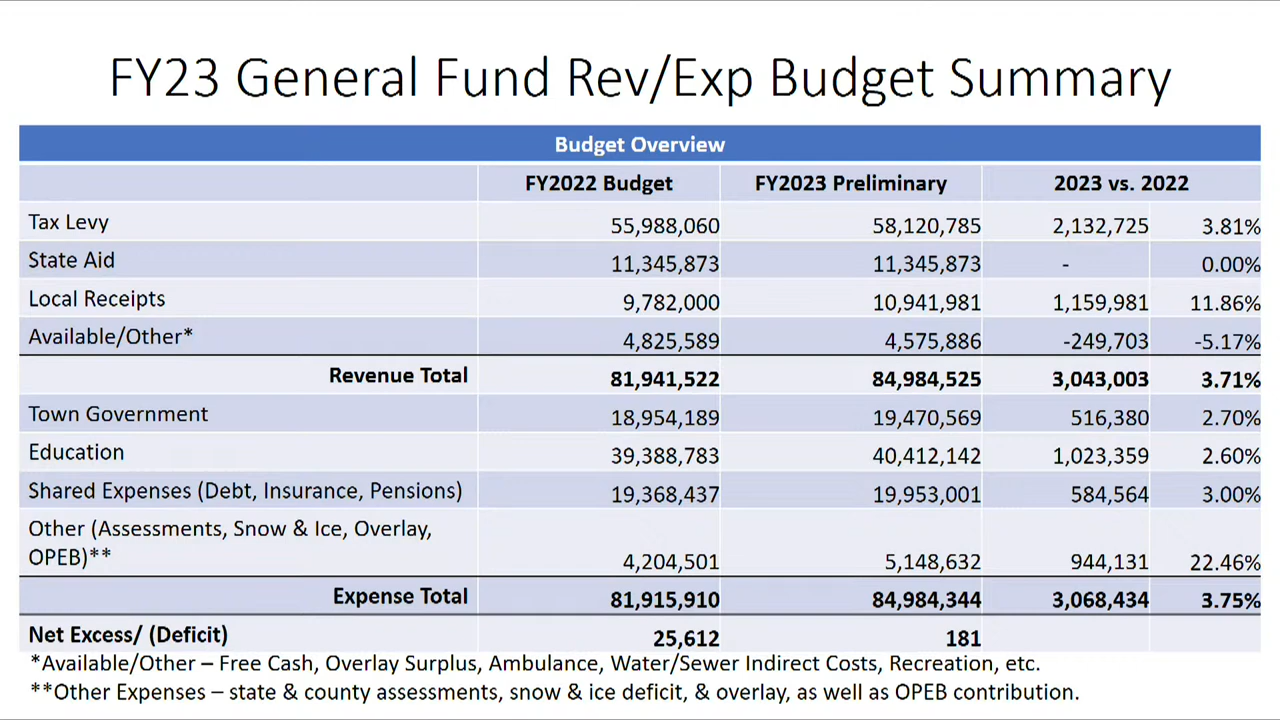 FY23 General Fund Rev/Exp Budget Summary
Budget Overview
FY2022 Budget FY2023 Preliminary 2023 vs. 2022
Tax Levy 55,988,060 58,120,785 2,132,725 3.81%
State Aid 11,345,873 11,345,873 - 0.00%
Local Receipts 9,782,000 10,941,981 1,159,981 11.86%
Available/Other* 4,825,589 4,575,886 -249,703 -5.17%
Revenue Total 81,941,522 84,984,525 3,043,003 3.71%
Town Government 18,954,189 19,470,569 516,380 2.70%
Education 39,388,783 40,412,142 1,023,359 2.60%
Shared Expenses (Debt, Insurance, Pensions) 19,368,437 19,953,001 584,564 3.00%
Other (Assessments, Snow & Ice, Overlay,
OPEB)** 4,204,501 5,148,632 944,131 22.46%
Expense Total 81,915,910 84,984,344 3,068,434 3.75%
Net Excess/ (Deficit) 25,612 181
*Available/Other – Free Cash, Overlay Surplus, Ambulance, Water/Sewer Indirect Costs, Recreation, etc.
**Other Expenses – state & county assessments, snow & ice deficit, & overlay, as well as OPEB contribution.